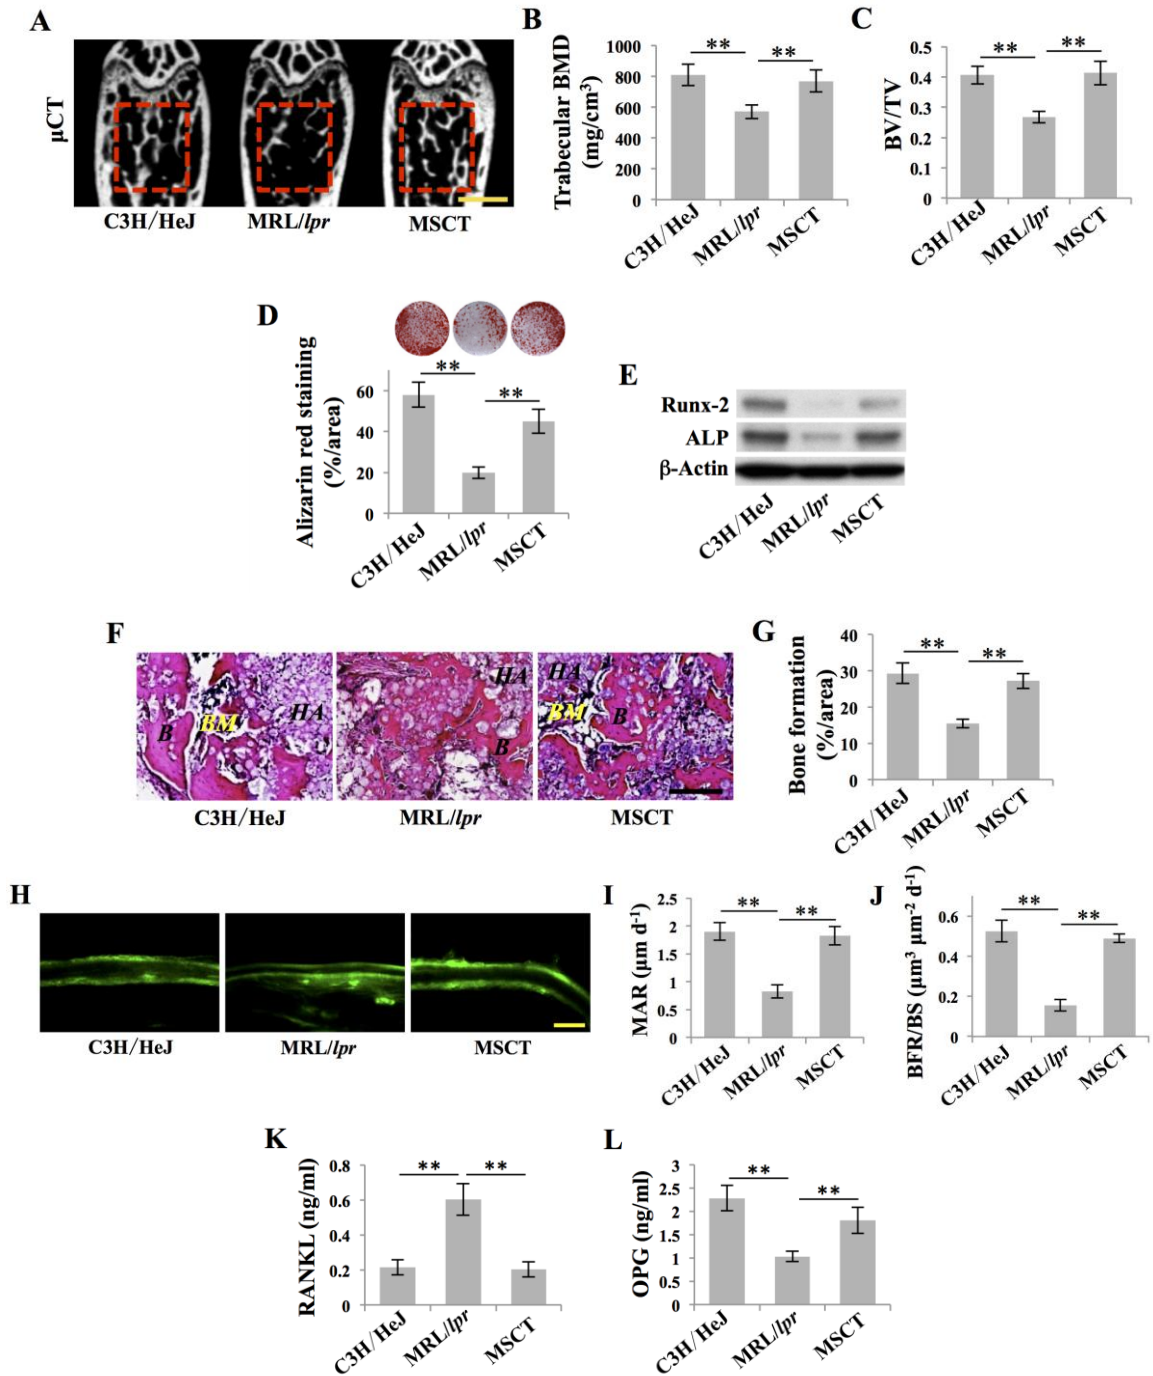 A
μCT
C3H/HeJ
MRL/lpr
MSCT
B
Trabecular BMD
(mg/cm³)
1000
800
600
400
200
0
**
**
C3H/HeJ
MRL/lpr
MSCT
C
BV/TV
0.5
0.4
0.3
0.2
0.1
0
**
**
C3H/HeJ
MRL/lpr
MSCT
D
Alizarin red staining
(%/area)
60
40
20
0
**
**
C3H/HeJ
MRL/lpr
MSCT
E
Runx-2
ALP
β-Actin
C3H/HeJ
MRL/lpr
MSCT
F
B
BM
HA
HA
B
HA
BM
B
C3H/HeJ
MRL/lpr
MSCT
G
Bone formation
(%/area)
40
30
20
10
0
**
**
C3H/HeJ
MRL/lpr
MSCT
H
C3H/HeJ
MRL/lpr
MSCT
I
MAR (μm d⁻¹)
2.5
2
1.5
1
0.5
0
**
**
C3H/HeJ
MRL/lpr
MSCT
J
BFR/BS (μm³ μm⁻² d⁻¹)
0.6
0.4
0.2
0
**
**
C3H/HeJ
MRL/lpr
MSCT
K
RANKL (ng/ml)
0.8
0.6
0.4
0.2
0
**
**
C3H/HeJ
MRL/lpr
MSCT
L
OPG (ng/ml)
3
2.5
2
1.5
1
0.5
0
**
**
C3H/HeJ
MRL/lpr
MSCT